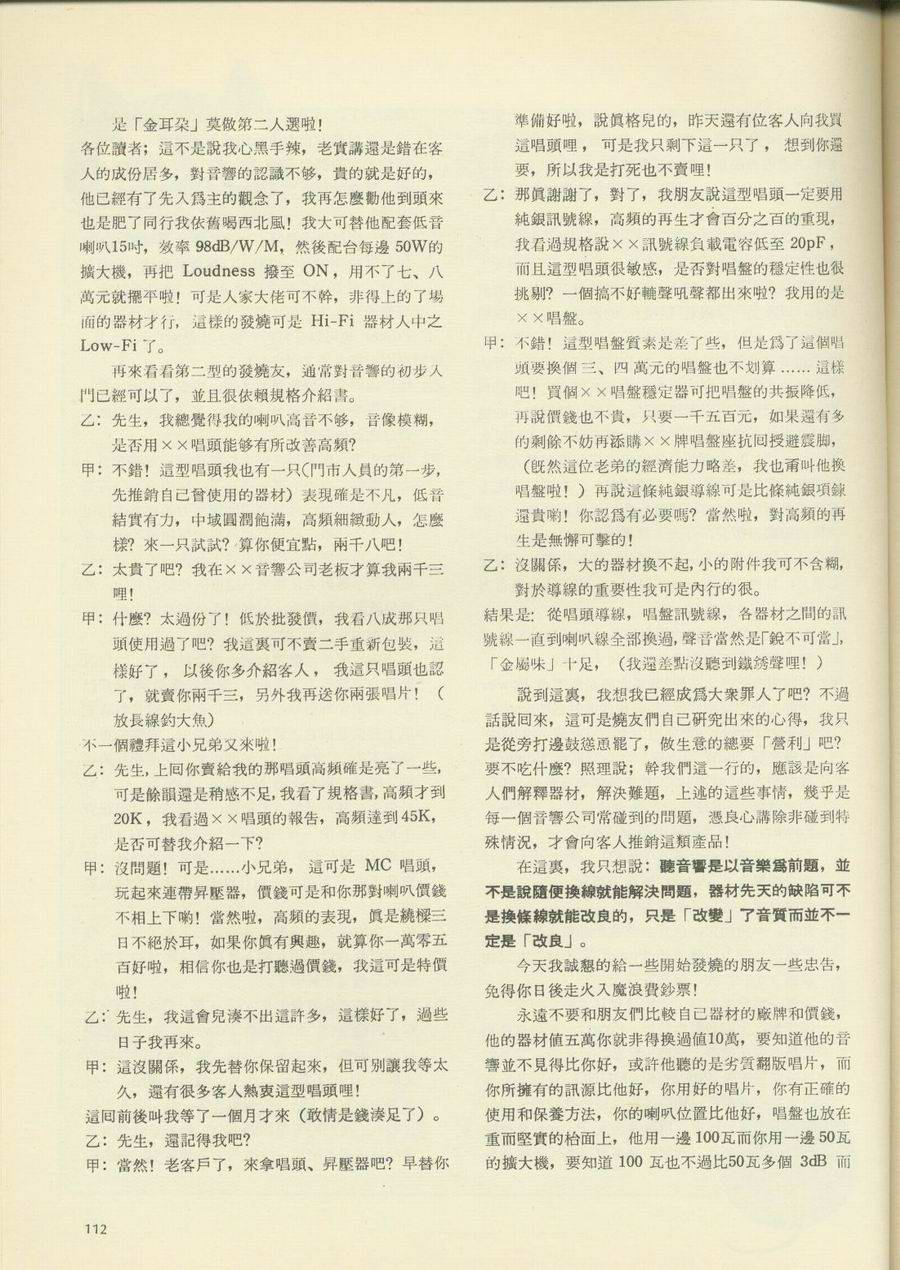 是「金耳朵」莫做第二人選啦!
各位讀者;這不是說我心黑手辣,老實講還是錯在客
人的成份居多,對音響的認識不够,貴的就是好的,
他已經有了先入爲主的觀念了,我再怎麼勸他到頭來
也是肥了同行我依舊喝西北風!我大可替他配套低音
喇叭15吋,效率 98dB/W/M,然後配台每邊 50W的
擴大機,再把 Loudness 撥至 ON,用不了七、八
萬元就擺平啦!可是人家大佬可不幹,非得上的了場
面的器材才行,這樣的發燒可是 Hi-Fi 器材人中之
Low-Fi 了。
再來看看第二型的發燒友,通常對音響的初步入
門已經可以了,並且很依賴規格介紹書。
乙:先生,我總覺得我的喇叭高音不够,音像模糊,
是否用××唱頭能够有所改善高頻?
甲:不錯!這型唱頭我也有一只(門市人員的第一步,
先推銷自己曾使用的器材)表現確是不凡,低音
結實有力,中域圓潤飽滿,高頻細緻動人,怎麼
樣?來一只試試?算你便宜點,兩千八吧!
乙:太貴了吧?我在××音響公司老板才算我兩千三
哩!
甲:什麼?太過份了!低於批發價,我看八成那只唱
頭使用過了吧?我這裏可不賣二手重新包裝,這
樣好了,以後你多介紹客人,我這只唱頭也認
了,就賣你兩千三,另外我再送你兩張唱片!(
放長線釣大魚)
不一個禮拜這小兄弟又來啦!
乙:先生,上回你賣給我的那唱頭高頻確是亮了一些,
可是餘韻還是稍感不足,我看了規格書,高頻才到
20K,我看過××唱頭的報告,高頻達到45K,
是否可替我介紹一下?
甲:沒問題!可是……小兄弟,這可是 MC 唱頭,
玩起來連帶昇壓器,價錢可是和你那對喇叭價錢
不相上下喲!當然啦,高頻的表現,眞是繞樑三
日不絕於耳,如果你眞有興趣,就算你一萬零五
百好啦,相信你也是打聽過價錢,我這可是特價
啦!
乙:先生,我這會兒湊不出這許多,這樣好了,過些
日子我再來。
甲:這沒關係,我先替你保留起來,但可別讓我等太
久,還有很多客人熱衷這型唱頭哩!
這回前後叫我等了一個月才來(敢情是錢湊足了)。
乙:先生,還記得我吧?
甲:當然!老客戶了,來拿唱頭、昇壓器吧?早替你
準備好啦,說眞格兒的,昨天還有位客人向我買
這唱頭哩,可是我只剩下這一只了,想到你還
要,所以我是打死也不賣哩!
乙:那眞謝謝了,對了,我朋友說這型唱頭一定要用
純銀訊號線,高頻的再生才會百分之百的重現,
我看過規格說××訊號線負載電容低至 20pF,
而且這型唱頭很敏感,是否對唱盤的穩定性也很
挑剔?一個搞不好轆聲吼聲都出來啦?我用的是
××唱盤。
甲:不錯!這型唱盤質素是差了些,但是爲了這個唱
頭要換個三、四萬元的唱盤也不划算……這樣
吧!買個××唱盤穩定器可把唱盤的共振降低,
再說價錢也不貴,只要一千五百元,如果還有多
的剩餘不妨再添購××牌唱盤座抗回授避震脚,
(旣然這位老弟的經濟能力略差,我也甭叫他換
唱盤啦!)再說這條純銀導線可是比條純銀項鍊
還貴喲!你認爲有必要嗎?當然啦,對高頻的再
生是無懈可擊的!
乙:沒關係,大的器材換不起,小的附件我可不含糊,
對於導線的重要性我可是內行的很。
結果是:從唱頭導線,唱盤訊號線,各器材之間的訊
號線一直到喇叭線全部換過,聲音當然是「銳不可當」,
「金屬味」十足,(我還差點沒聽到鐵銹聲哩!)
說到這裏,我想我已經成爲大衆罪人了吧?不過
話說回來,這可是燒友們自己硏究出來的心得,我只
是從旁打邊鼓慫恿罷了,做生意的總要「營利」吧?
要不吃什麼?照理說;幹我們這一行的,應該是向客
人們解釋器材,解決難題,上述的這些事情,幾乎是
每一個音響公司常碰到的問題,憑良心講除非碰到特
殊情況,才會向客人推銷這類產品!
在這裏,我只想說:聽音響是以音樂爲前題,並
不是說隨便換線就能解決問題,器材先天的缺陷可不
是換條線就能改良的,只是「改變」了音質而並不一
定是「改良」。
今天我誠懇的給一些開始發燒的朋友一些忠告,
免得你日後走火入魔浪費鈔票!
永遠不要和朋友們比較自己器材的廠牌和價錢,
他的器材值五萬你就非得換過值10萬,要知道他的音
響並不見得比你好,或許他聽的是劣質翻版唱片,而
你所擁有的訊源比他好,你用好的唱片,你有正確的
使用和保養方法,你的喇叭位置比他好,唱盤也放在
重而堅實的枱面上,他用一邊100瓦而你用一邊50瓦
的擴大機,要知道 100 瓦也不過比50瓦多個 3dB 而
112